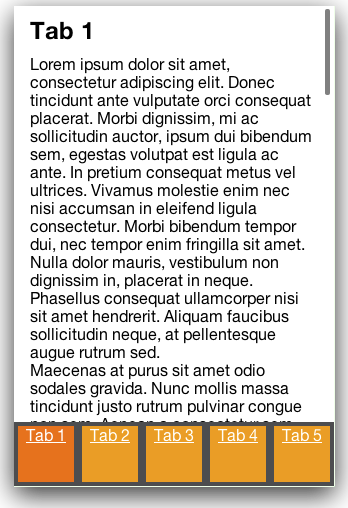 Tab 1
Lorem ipsum dolor sit amet,
consectetur adipiscing elit. Donec
tincidunt ante vulputate orci consequat
placerat. Morbi dignissim, mi ac
sollicitudin auctor, ipsum dui bibendum
sem, egestas volutpat est ligula ac
ante. In pretium consequat metus vel
ultrices. Vivamus molestie enim nec
nisi accumsan in eleifend ligula
consectetur. Morbi bibendum tempor
dui, nec tempor enim fringilla sit amet.
Nulla dolor mauris, vestibulum non
dignissim in, placerat in neque.
Phasellus consequat ullamcorper nisi
sit amet hendrerit. Aliquam faucibus
sollicitudin neque, at pellentesque
augue rutrum sed.
Maecenas at purus sit amet odio
sodales gravida. Nunc mollis massa
tincidunt justo rutrum pulvinar congue
Tab 1 Tab 2 Tab 3 Tab 4 Tab 5